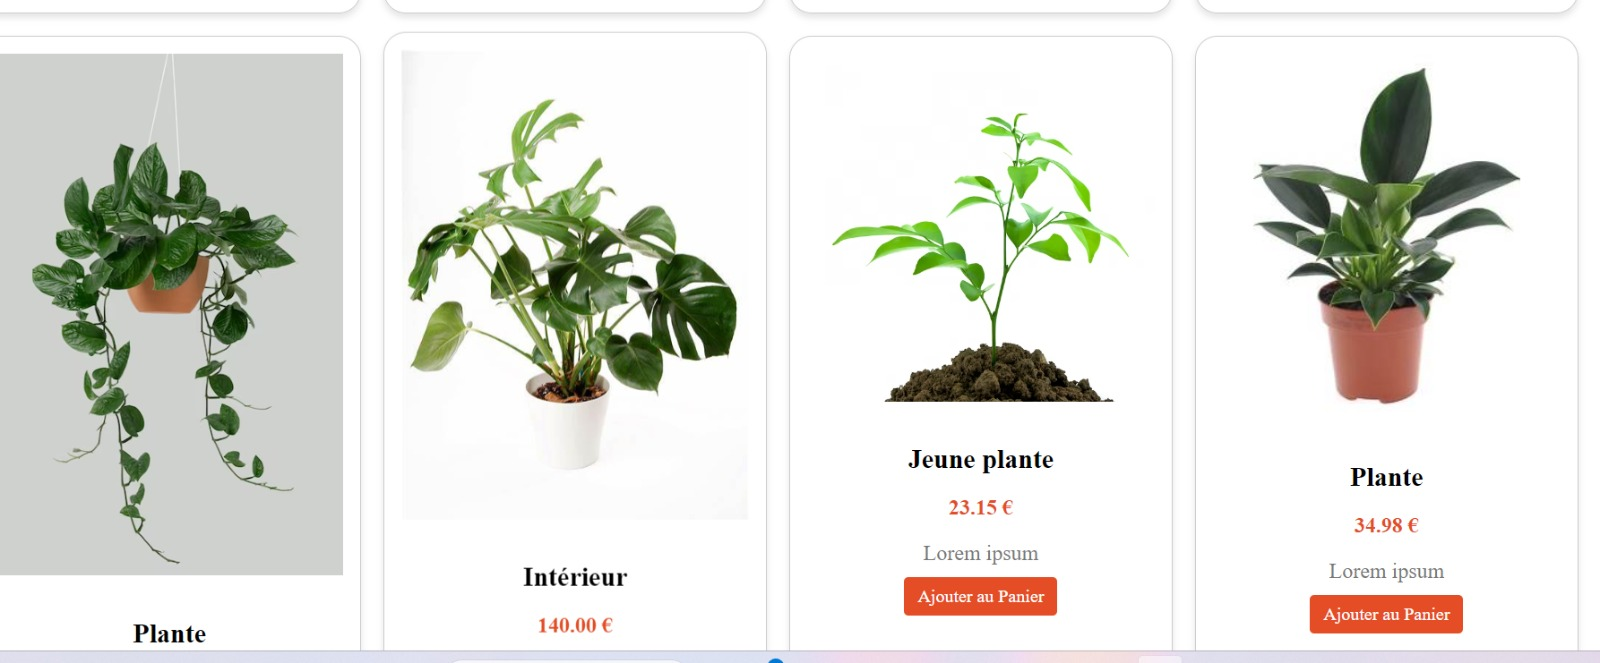 Plante
Intérieur
140.00 €
Jeune plante
23.15 €
Lorem ipsum
Ajouter au Panier
Plante
34.98 €
Lorem ipsum
Ajouter au Panier